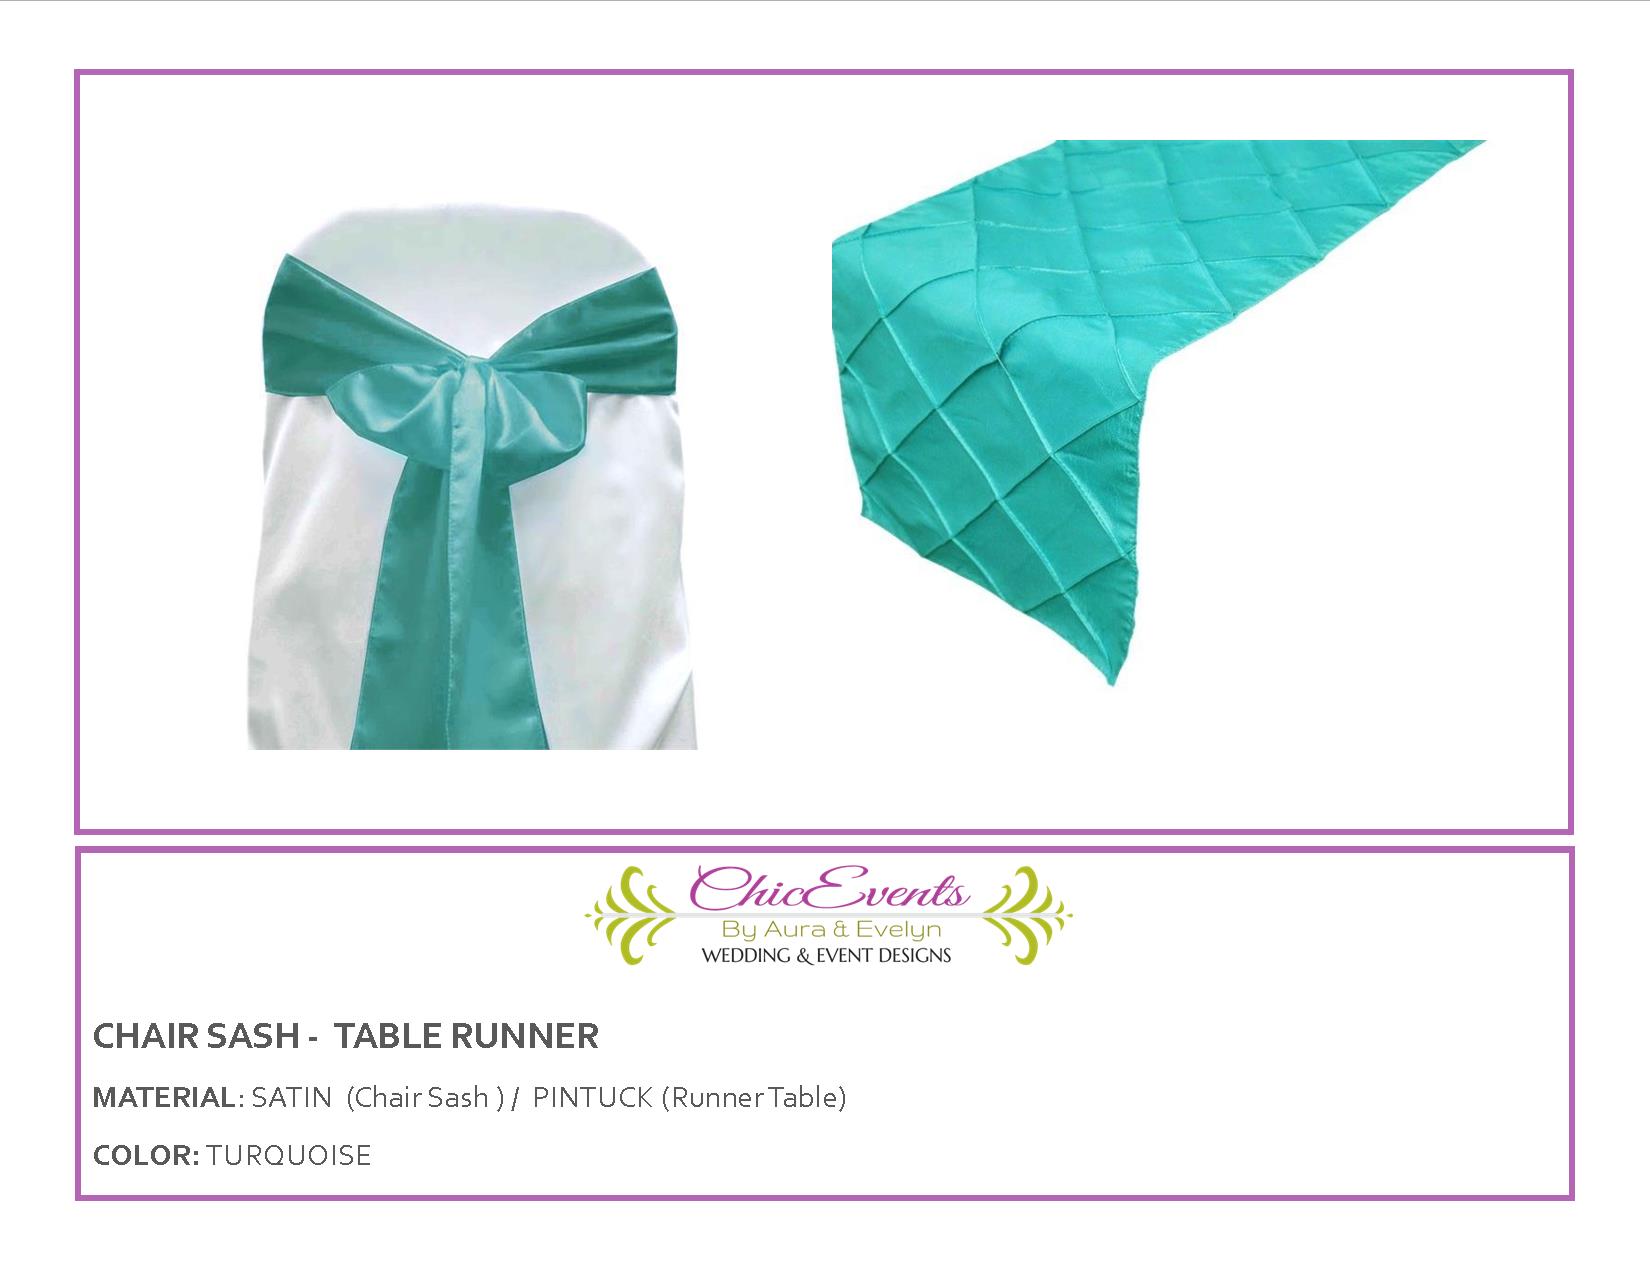 ChicEvents
By Aura & Evelyn
WEDDING & EVENT DESIGNS
CHAIR SASH - TABLE RUNNER
MATERIAL: SATIN (Chair Sash ) / PINTUCK (Runner Table)
COLOR: TURQUOISE